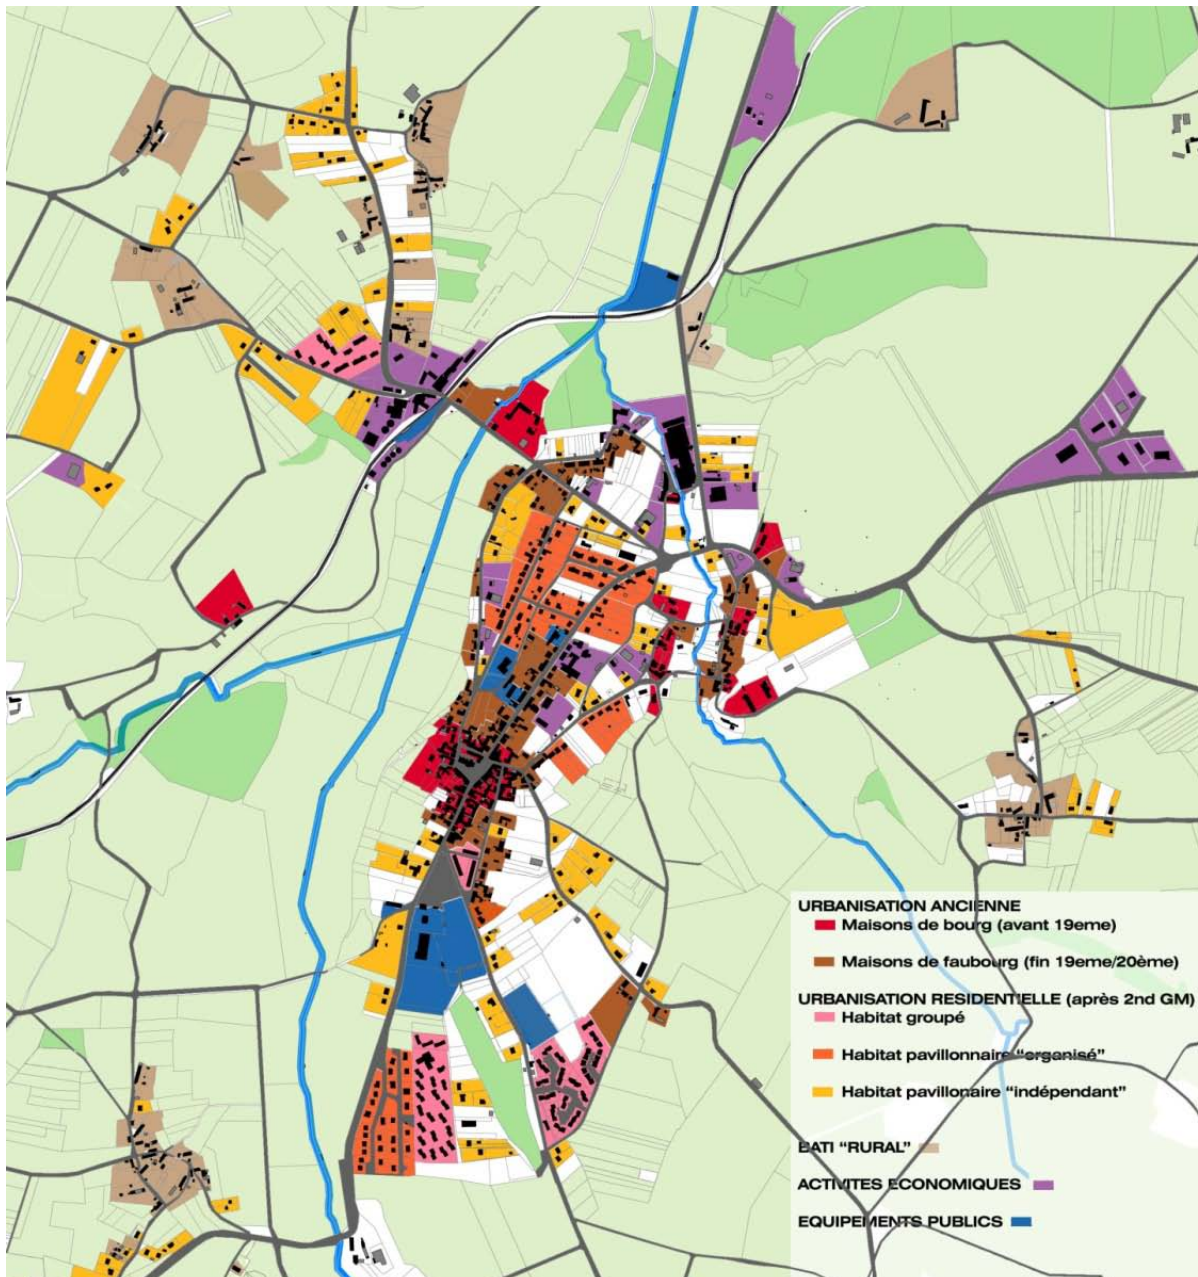 URBANISATION ANCIENNE
Maisons de bourg (avant 19eme)
Maisons de faubourg (fin 19eme/20ème)
URBANISATION RESIDENTIELLE (après 2nd GM)
Habitat groupé
Habitat pavillonnaire "organisé"
Habitat pavillonaire "indépendant"
BATI "RURAL"
ACTIVITES ECONOMIQUES
EQUIPEMENTS PUBLICS